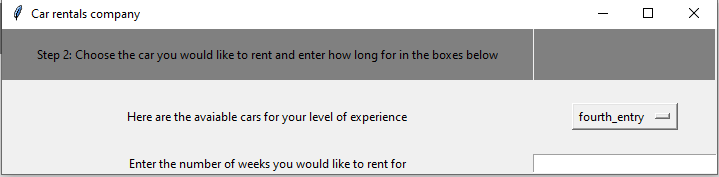 Car rentals company
Step 2: Choose the car you would like to rent and enter how long for in the boxes below
Here are the avaiable cars for your level of experience
fourth_entry
Enter the number of weeks you would like to rent for